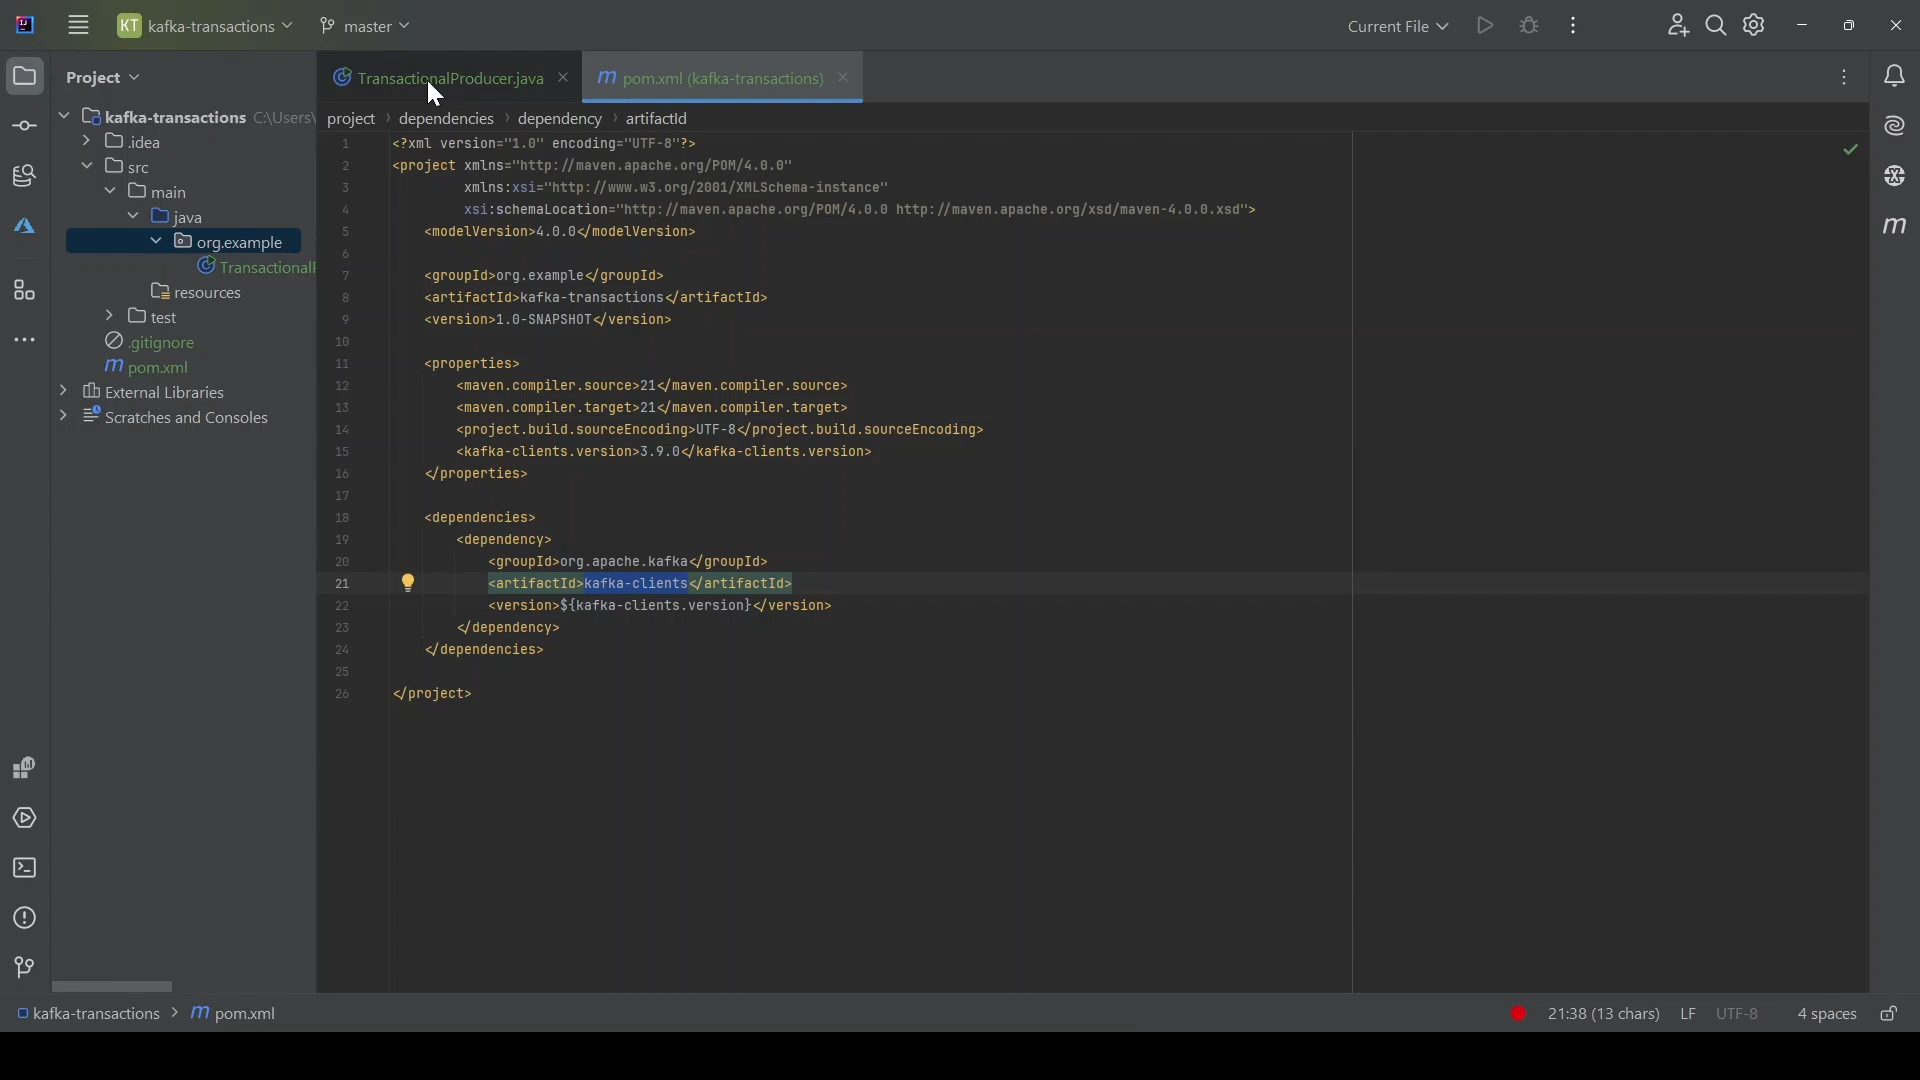 KT kafka-transactions master Current File
Project
TransactionalProducer.java pom.xml (kafka-transactions)
kafka-transactions C:\Users\
.idea
src
main
java
org.example
Transactional
resources
test
.gitignore
pom.xml
External Libraries
Scratches and Consoles
project dependencies dependency artifactId
1 <?xml version="1.0" encoding="UTF-8"?>
2 <project xmlns="http://maven.apache.org/POM/4.0.0"
3 xmlns:xsi="http://www.w3.org/2001/XMLSchema-instance"
4 xsi:schemaLocation="http://maven.apache.org/POM/4.0.0 http://maven.apache.org/xsd/maven-4.0.0.xsd">
5 <modelVersion>4.0.0</modelVersion>
6
7 <groupId>org.example</groupId>
8 <artifactId>kafka-transactions</artifactId>
9 <version>1.0-SNAPSHOT</version>
10
11 <properties>
12 <maven.compiler.source>21</maven.compiler.source>
13 <maven.compiler.target>21</maven.compiler.target>
14 <project.build.sourceEncoding>UTF-8</project.build.sourceEncoding>
15 <kafka-clients.version>3.9.0</kafka-clients.version>
16 </properties>
17
18 <dependencies>
19 <dependency>
20 <groupId>org.apache.kafka</groupId>
21 <artifactId>kafka-clients</artifactId>
22 <version>${kafka-clients.version}</version>
23 </dependency>
24 </dependencies>
25
26 </project>
kafka-transactions pom.xml 21:38 (13 chars) LF UTF-8 4 spaces